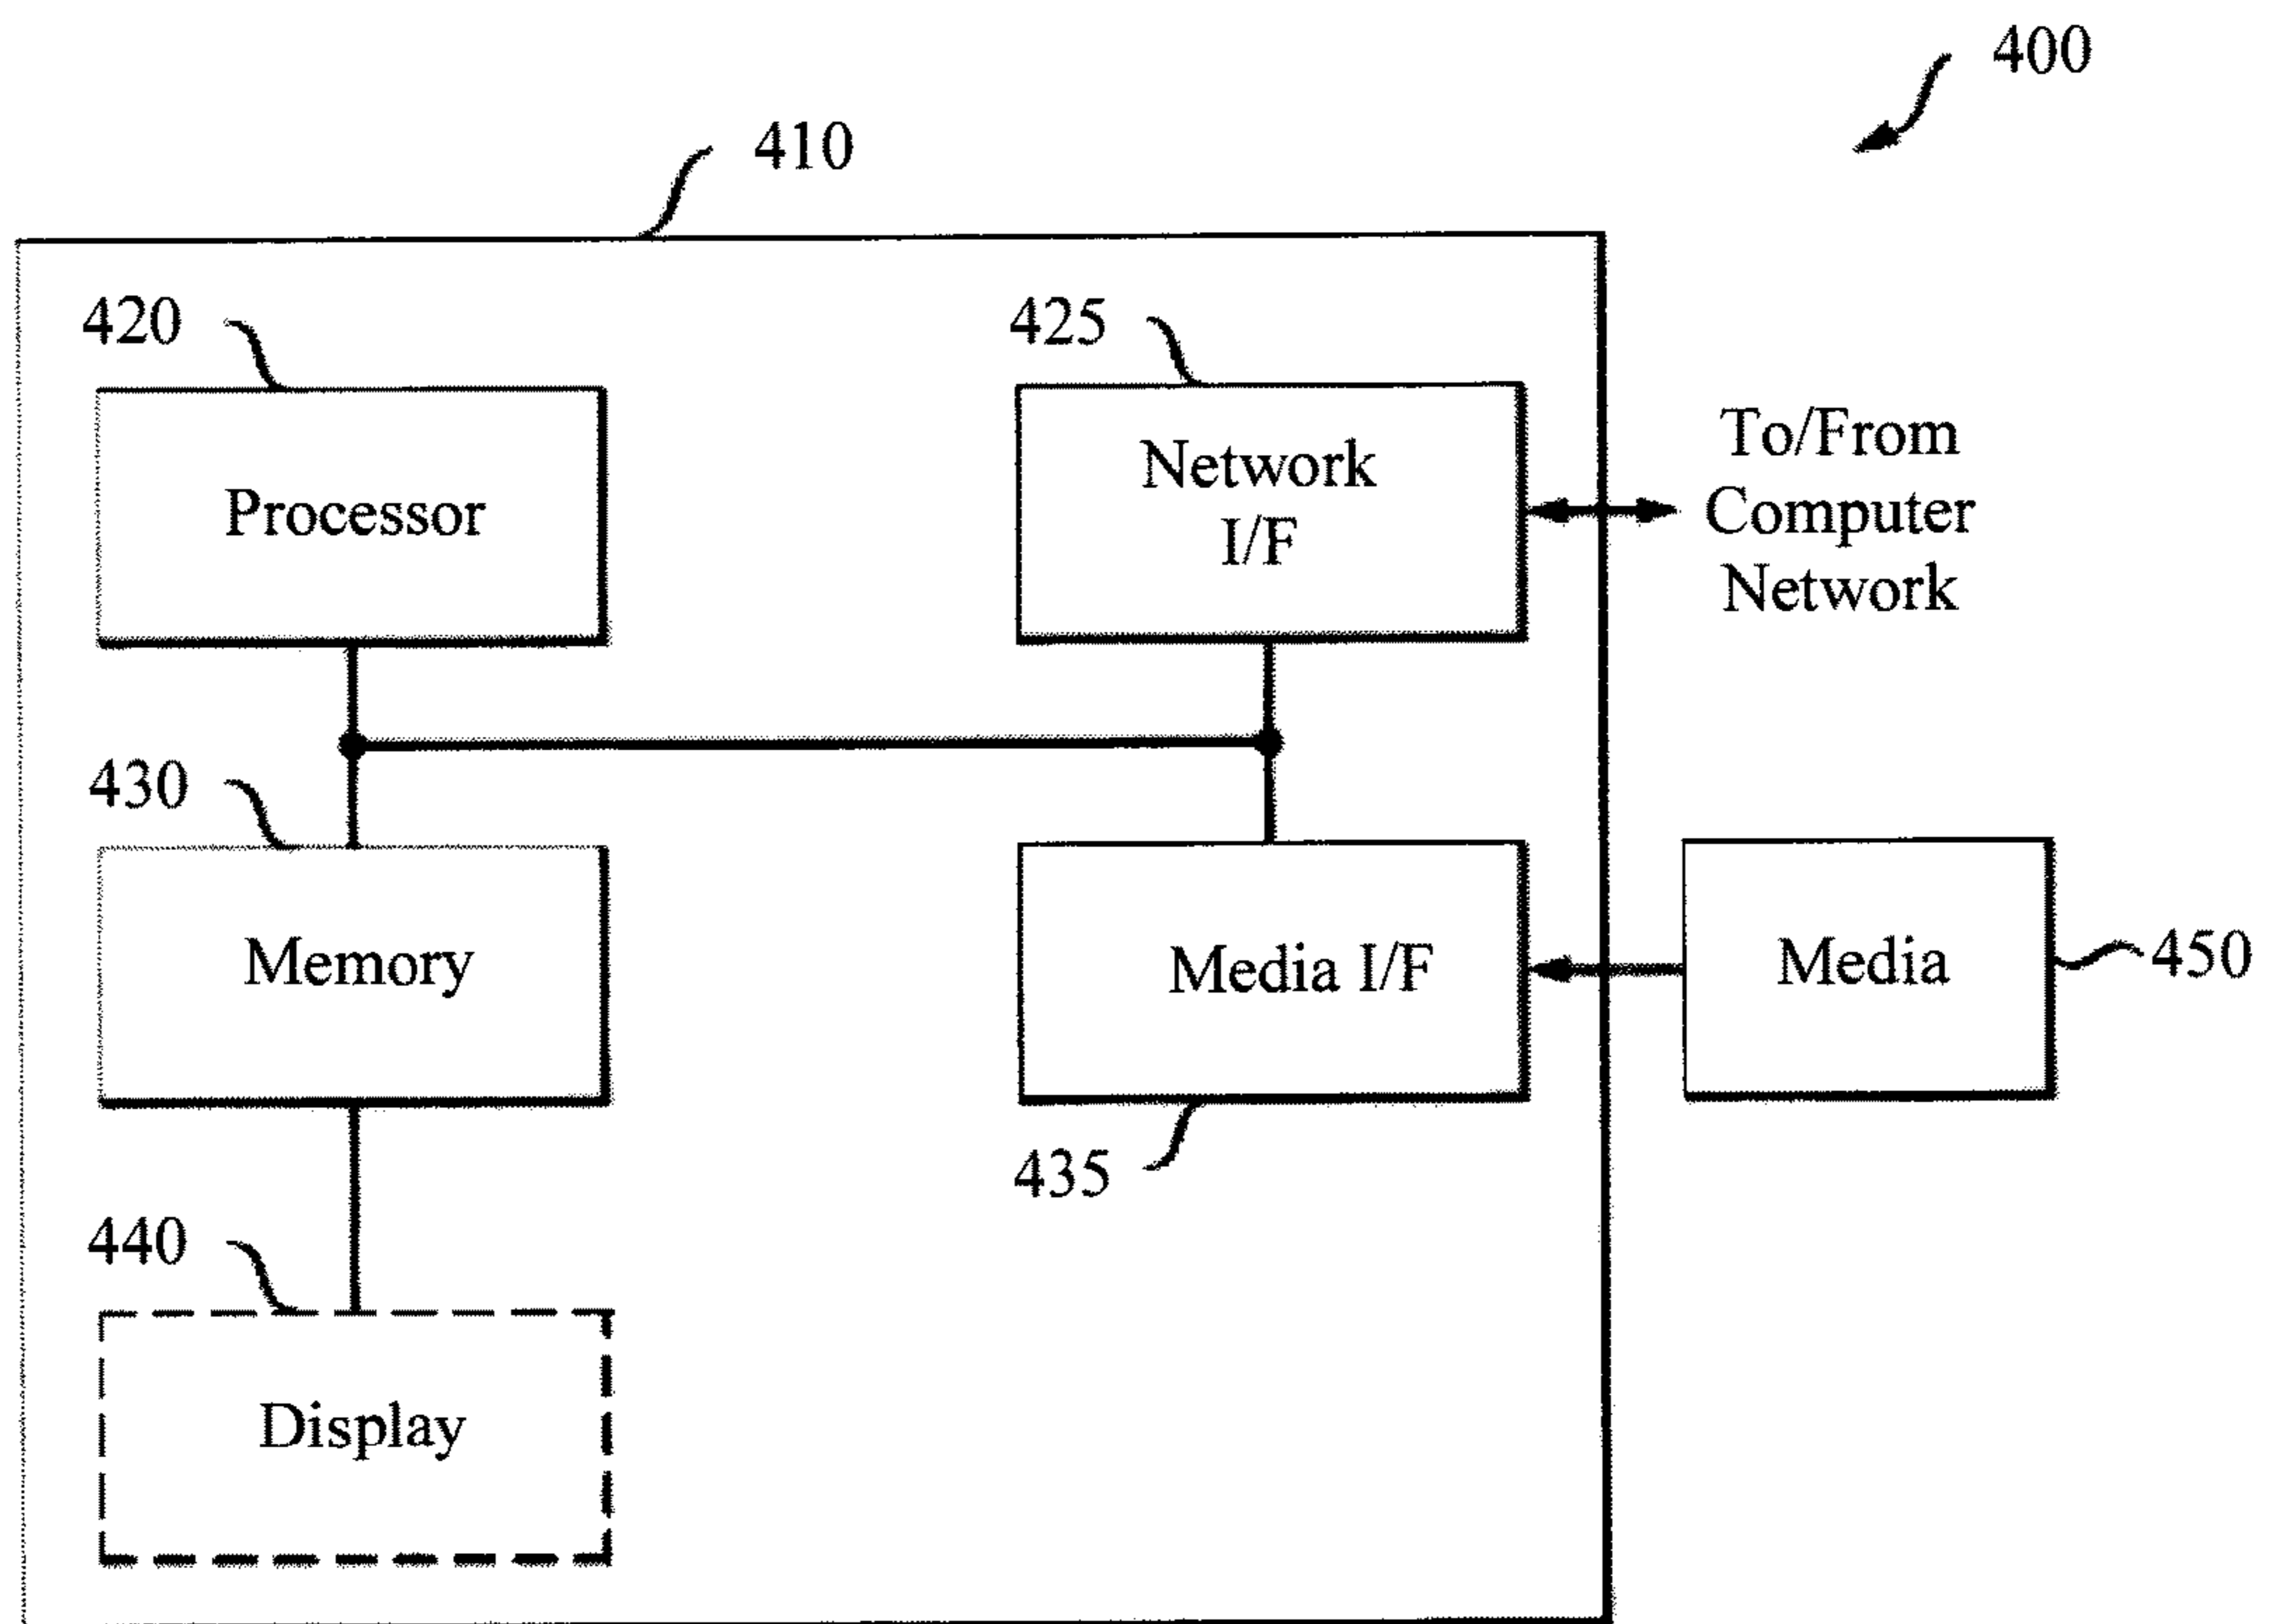 400
410
420
425
Processor
Network
I/F
To/From
Computer
Network
430
Memory
Media I/F
Media
450
435
440
Display